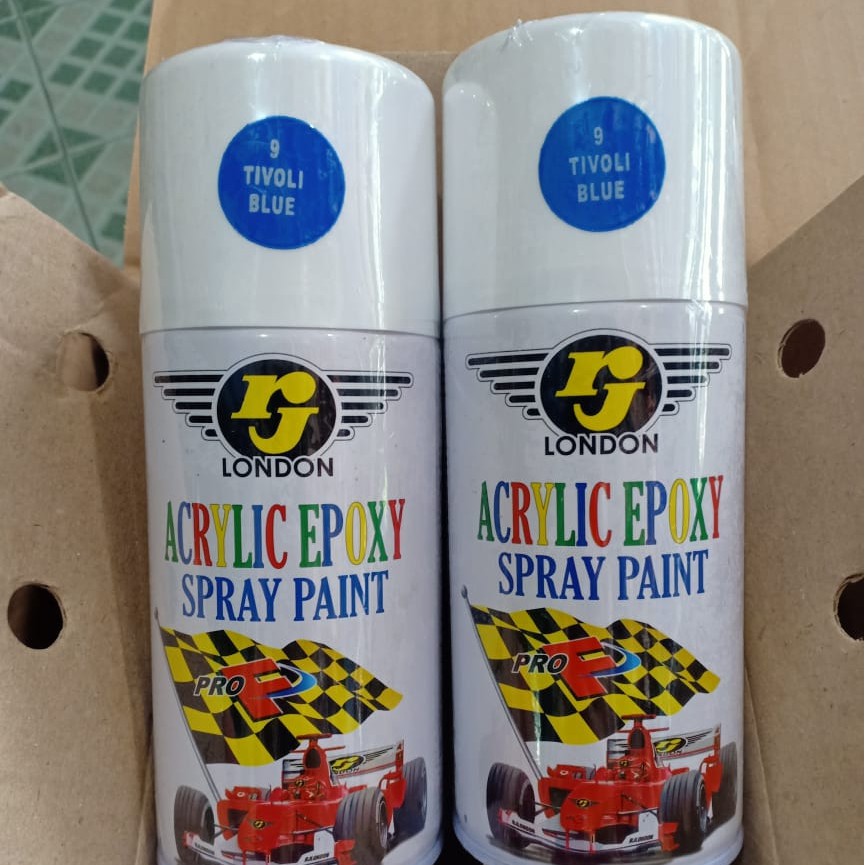 9
TIVOLI
BLUE
rJ
LONDON
ACRYLIC EPOXY
SPRAY PAINT
PRO F
9
TIVOLI
BLUE
rJ
LONDON
ACRYLIC EPOXY
SPRAY PAINT
PRO F